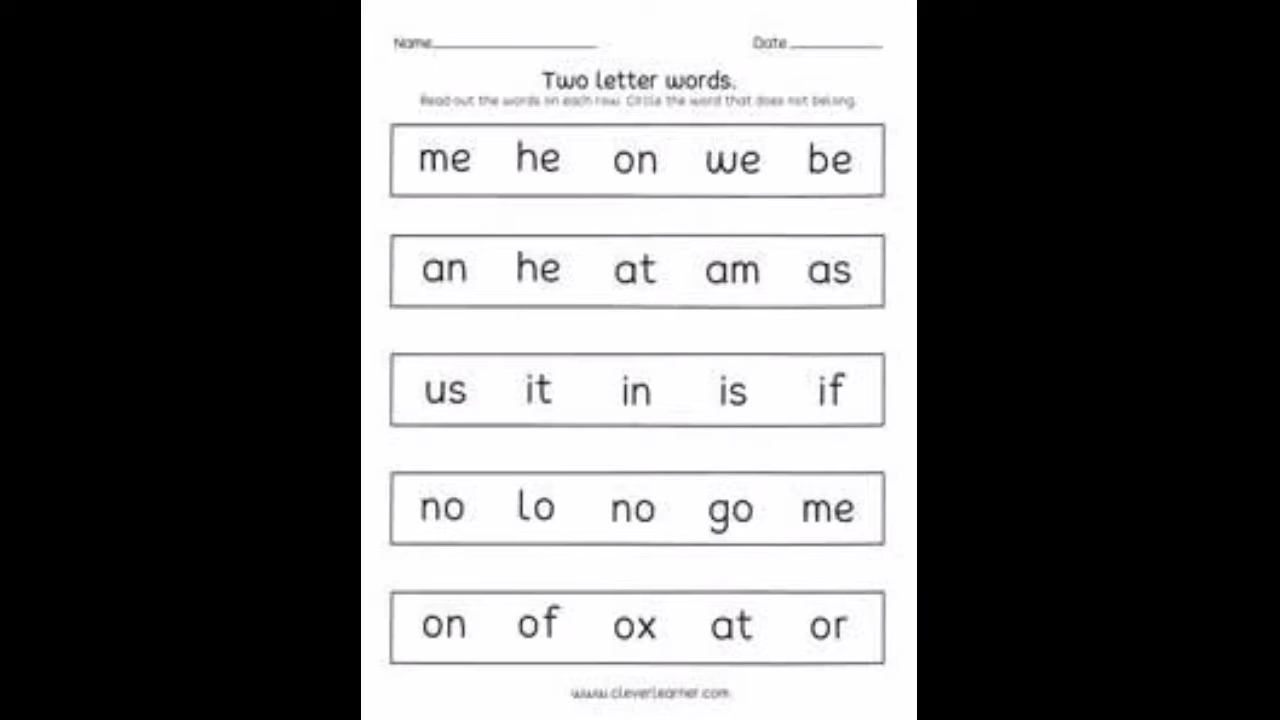 Name Date
Two letter words.
Read out the words on each row. Circle the word that does not belong.
me he on we be
an he at am as
us it in is if
no lo no go me
on of ox at or
www.cleverlearner.com